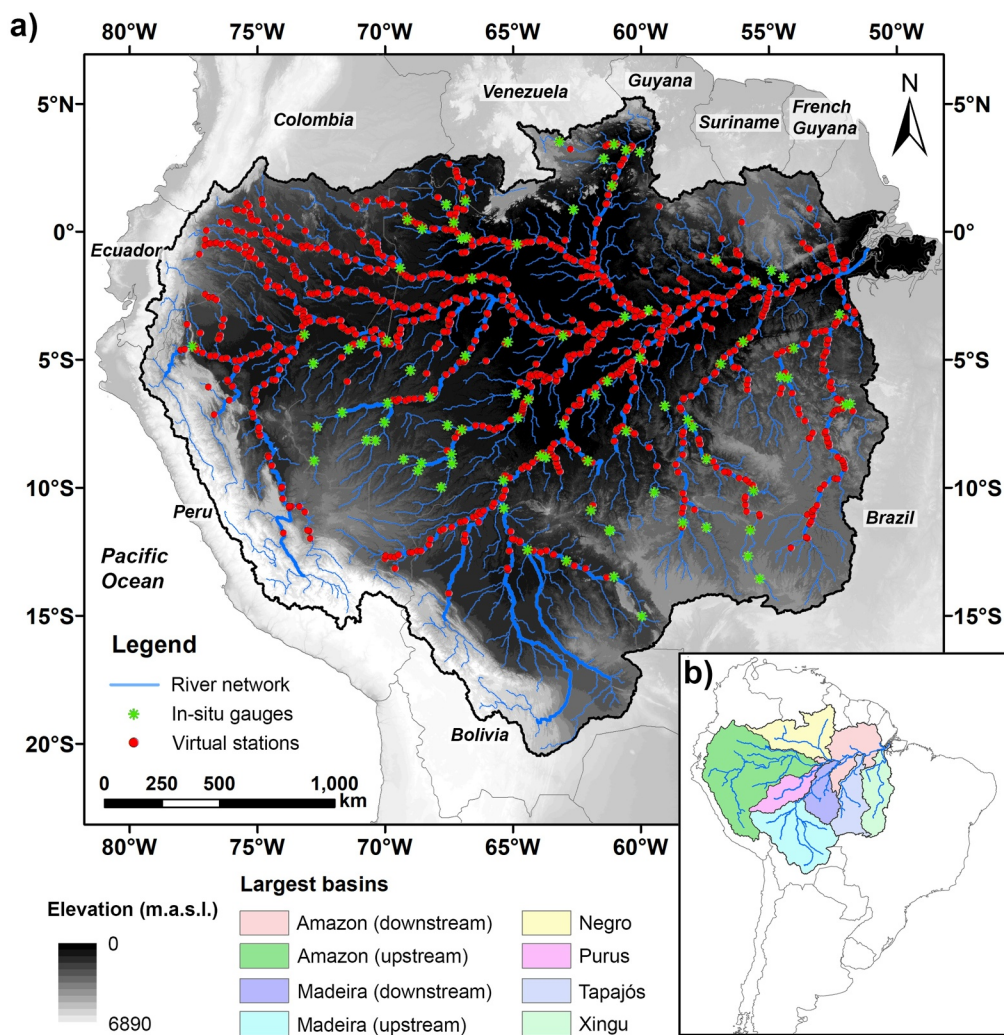 a)
80°W 75°W 70°W 65°W 60°W 55°W 50°W
5°N
5°N
N
Venezuela
Guyana
Colombia
Suriname
French
Guyana
0°
0°
Ecuador
5°S
5°S
10°S
10°S
Peru
Brazil
Pacific
Ocean
15°S
15°S
Legend
River network
In-situ gauges
Virtual stations
20°S
Bolivia
0 250 500 1,000
km
b)
80°W 75°W 70°W 65°W 60°W
Elevation (m.a.s.l.)
0
6890
Largest basins
Amazon (downstream)
Amazon (upstream)
Madeira (downstream)
Madeira (upstream)
Negro
Purus
Tapajós
Xingu